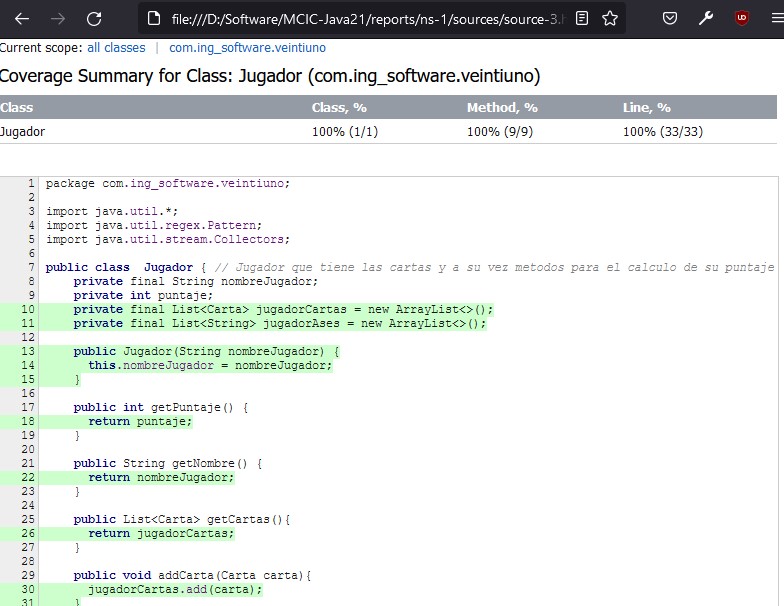 file:///D:/Software/MCIC-Java21/reports/ns-1/sources/source-3.h
Current scope: all classes | com.ing_software.veintiuno
Coverage Summary for Class: Jugador (com.ing_software.veintiuno)
Class Class, % Method, % Line, %
Jugador 100% (1/1) 100% (9/9) 100% (33/33)
1 package com.ing_software.veintiuno;
2
3 import java.util.*;
4 import java.util.regex.Pattern;
5 import java.util.stream.Collectors;
6
7 public class  Jugador { // Jugador que tiene las cartas y a su vez metodos para el calculo de su puntaje
8 private final String nombreJugador;
9 private int puntaje;
10 private final List<Carta> jugadorCartas = new ArrayList<>();
11 private final List<String> jugadorAses = new ArrayList<>();
12
13 public Jugador(String nombreJugador) {
14 this.nombreJugador = nombreJugador;
15 }
16
17 public int getPuntaje() {
18 return puntaje;
19 }
20
21 public String getNombre() {
22 return nombreJugador;
23 }
24
25 public List<Carta> getCartas(){
26 return jugadorCartas;
27 }
28
29 public void addCarta(Carta carta){
30 jugadorCartas.add(carta);
31 }